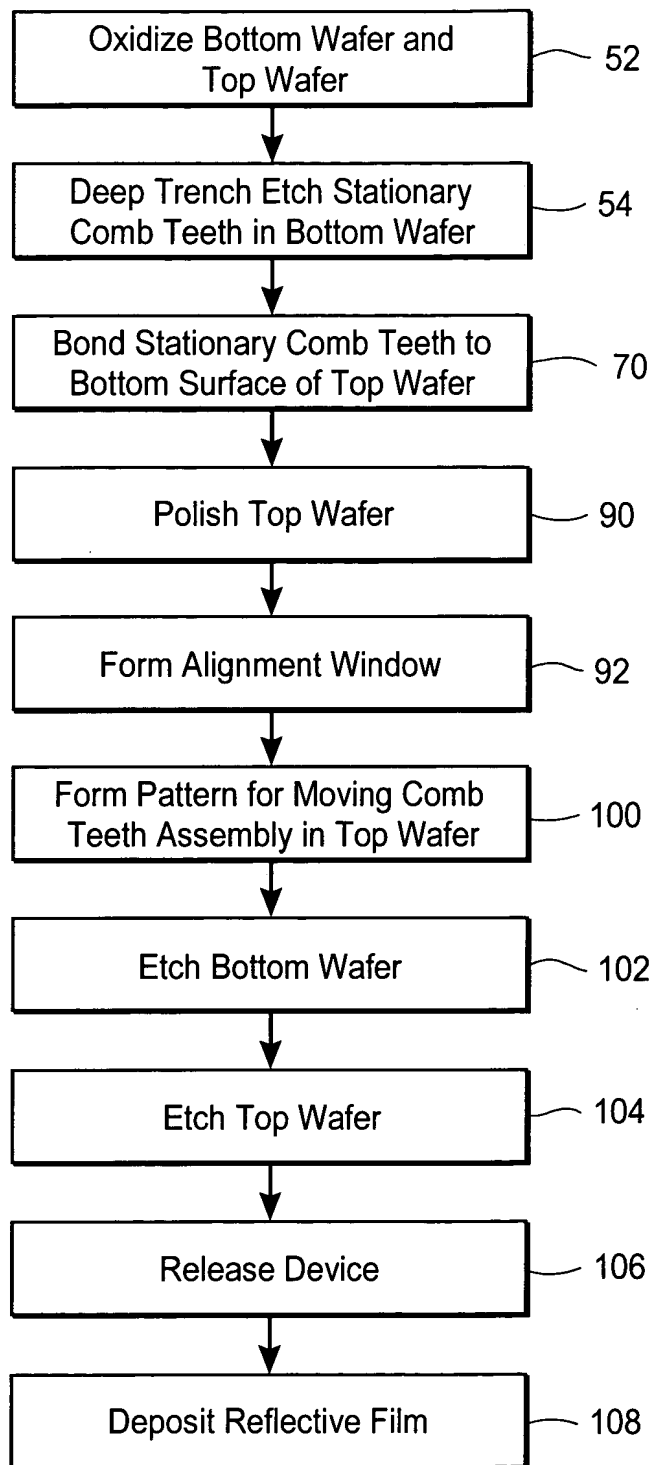 Oxidize Bottom Wafer and
Top Wafer
52
Deep Trench Etch Stationary
Comb Teeth in Bottom Wafer
54
Bond Stationary Comb Teeth to
Bottom Surface of Top Wafer
70
Polish Top Wafer
90
Form Alignment Window
92
Form Pattern for Moving Comb
Teeth Assembly in Top Wafer
100
Etch Bottom Wafer
102
Etch Top Wafer
104
Release Device
106
Deposit Reflective Film
108